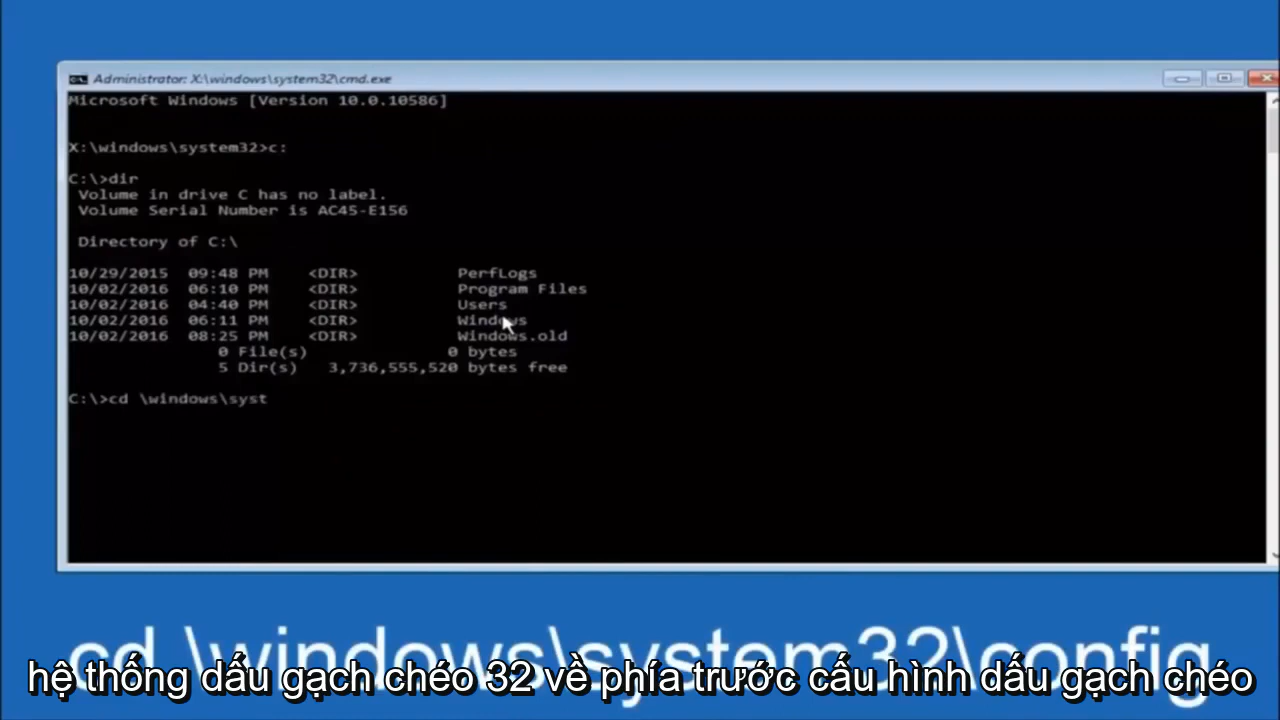 Administrator: X:\windows\system32\cmd.exe
Microsoft Windows [Version 10.0.10586]
X:\windows\system32>c:
C:\>dir
Volume in drive C has no label.
Volume Serial Number is AC45-E156
Directory of C:\
10/29/2015 09:48 PM <DIR> PerfLogs
10/02/2016 06:10 PM <DIR> Program Files
10/02/2016 04:40 PM <DIR> Users
10/02/2016 06:11 PM <DIR> Windows
10/02/2016 08:25 PM <DIR> Windows.old
0 File(s) 0 bytes
5 Dir(s) 3,736,555,520 bytes free
C:\>cd \windows\syst
cd \windows\system32\config
hệ thống dấu gạch chéo 32 về phía trước cấu hình dấu gạch chéo